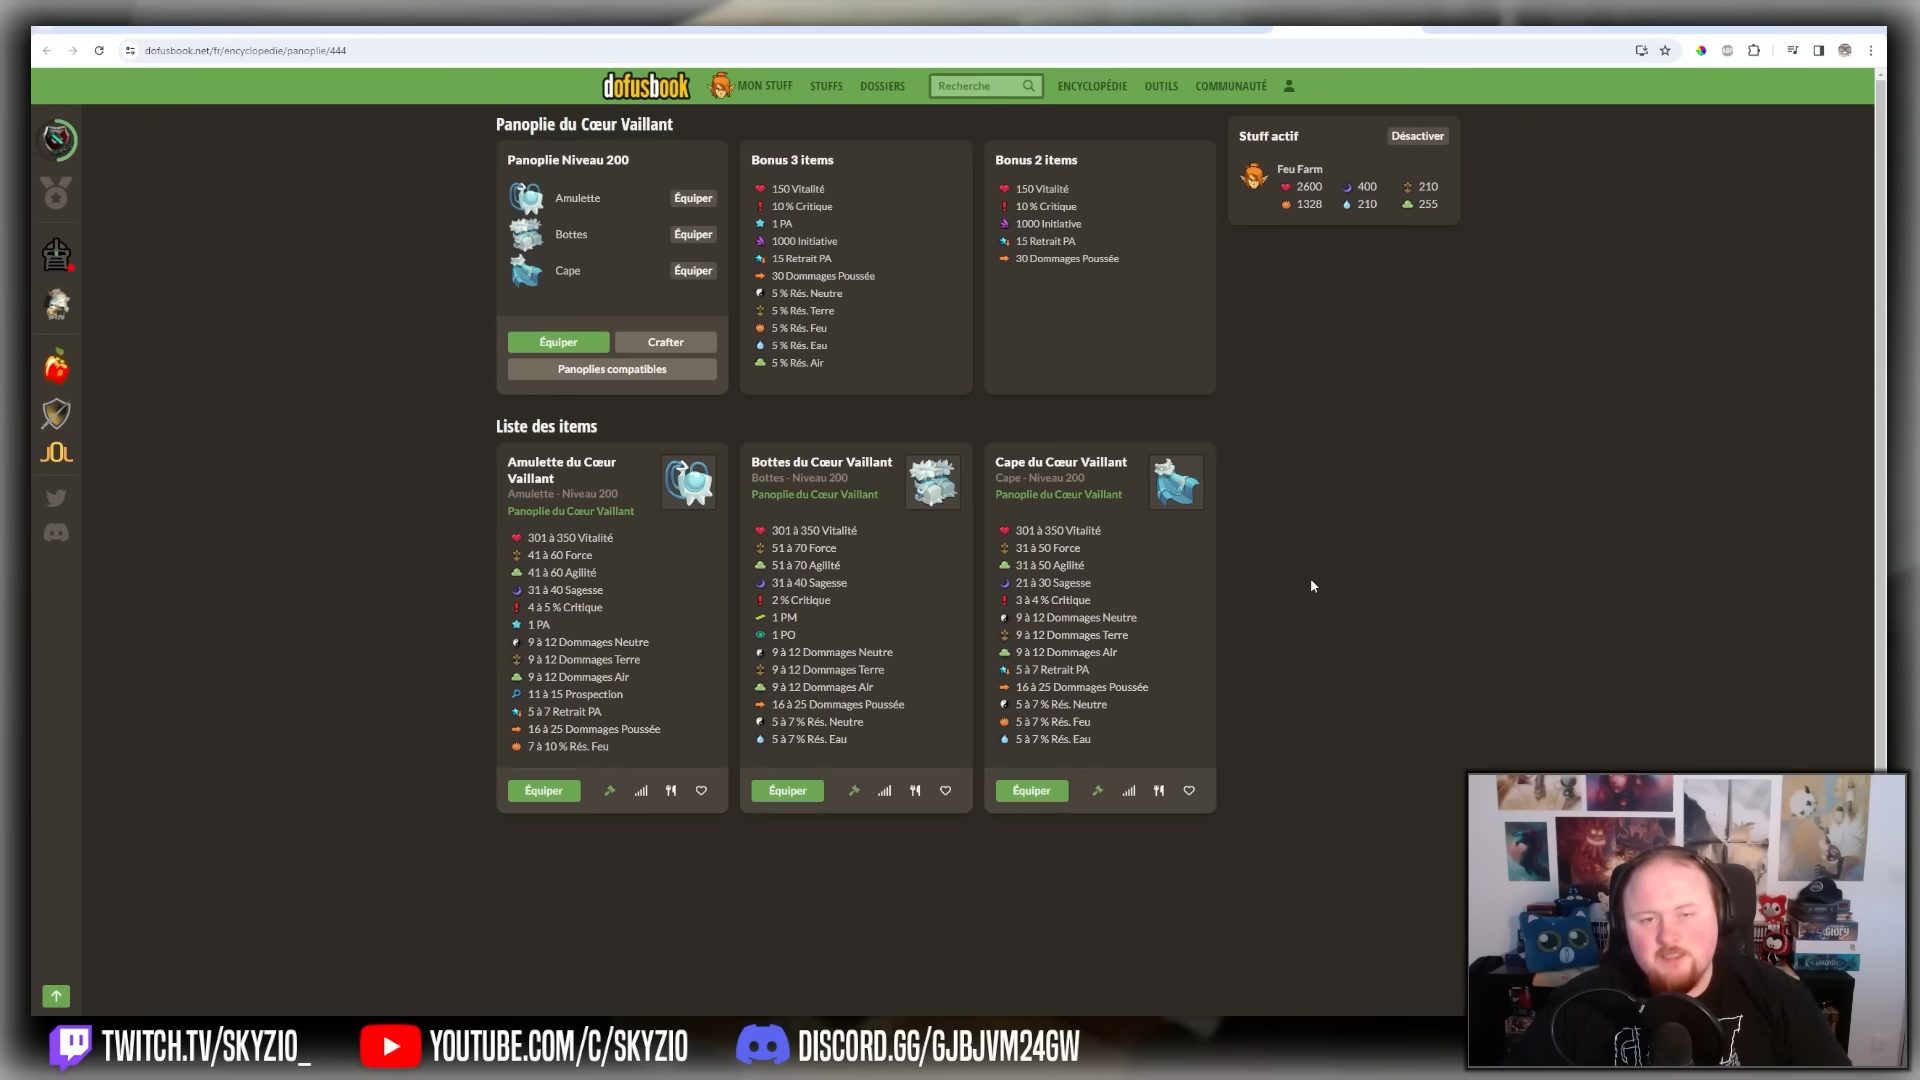 dofusbook.net/fr/encyclopedie/panoplie/444
dofusbook
MON STUFF
STUFFS
DOSSIERS
Recherche
ENCYCLOPÉDIE
OUTILS
COMMUNAUTÉ
Panoplie du Cœur Vaillant
Panoplie Niveau 200
Amulette
Équiper
Bottes
Équiper
Cape
Équiper
Équiper
Crafter
Panoplies compatibles
Bonus 3 items
150 Vitalité
10 % Critique
1 PA
1000 Initiative
15 Retrait PA
30 Dommages Poussée
5 % Rés. Neutre
5 % Rés. Terre
5 % Rés. Feu
5 % Rés. Eau
5 % Rés. Air
Bonus 2 items
150 Vitalité
10 % Critique
1000 Initiative
15 Retrait PA
30 Dommages Poussée
Stuff actif
Désactiver
Feu Farm
2600
400
210
1328
210
255
JOL
Liste des items
Amulette du Cœur
Vaillant
Amulette - Niveau 200
Panoplie du Cœur Vaillant
301 à 350 Vitalité
41 à 60 Force
41 à 60 Agilité
31 à 40 Sagesse
4 à 5 % Critique
1 PA
9 à 12 Dommages Neutre
9 à 12 Dommages Terre
9 à 12 Dommages Air
11 à 15 Prospection
5 à 7 Retrait PA
16 à 25 Dommages Poussée
7 à 10 % Rés. Feu
Équiper
Bottes du Cœur Vaillant
Bottes - Niveau 200
Panoplie du Cœur Vaillant
301 à 350 Vitalité
51 à 70 Force
51 à 70 Agilité
31 à 40 Sagesse
2 % Critique
1 PM
1 PO
9 à 12 Dommages Neutre
9 à 12 Dommages Terre
9 à 12 Dommages Air
16 à 25 Dommages Poussée
5 à 7 % Rés. Neutre
5 à 7 % Rés. Eau
Équiper
Cape du Cœur Vaillant
Cape - Niveau 200
Panoplie du Cœur Vaillant
301 à 350 Vitalité
31 à 50 Force
31 à 50 Agilité
21 à 30 Sagesse
3 à 4 % Critique
9 à 12 Dommages Neutre
9 à 12 Dommages Terre
9 à 12 Dommages Air
5 à 7 Retrait PA
16 à 25 Dommages Poussée
5 à 7 % Rés. Neutre
5 à 7 % Rés. Feu
5 à 7 % Rés. Eau
Équiper
TWITCH.TV/SKYZIO_
YOUTUBE.COM/C/SKYZIO
DISCORD.GG/GJBJVM24GW